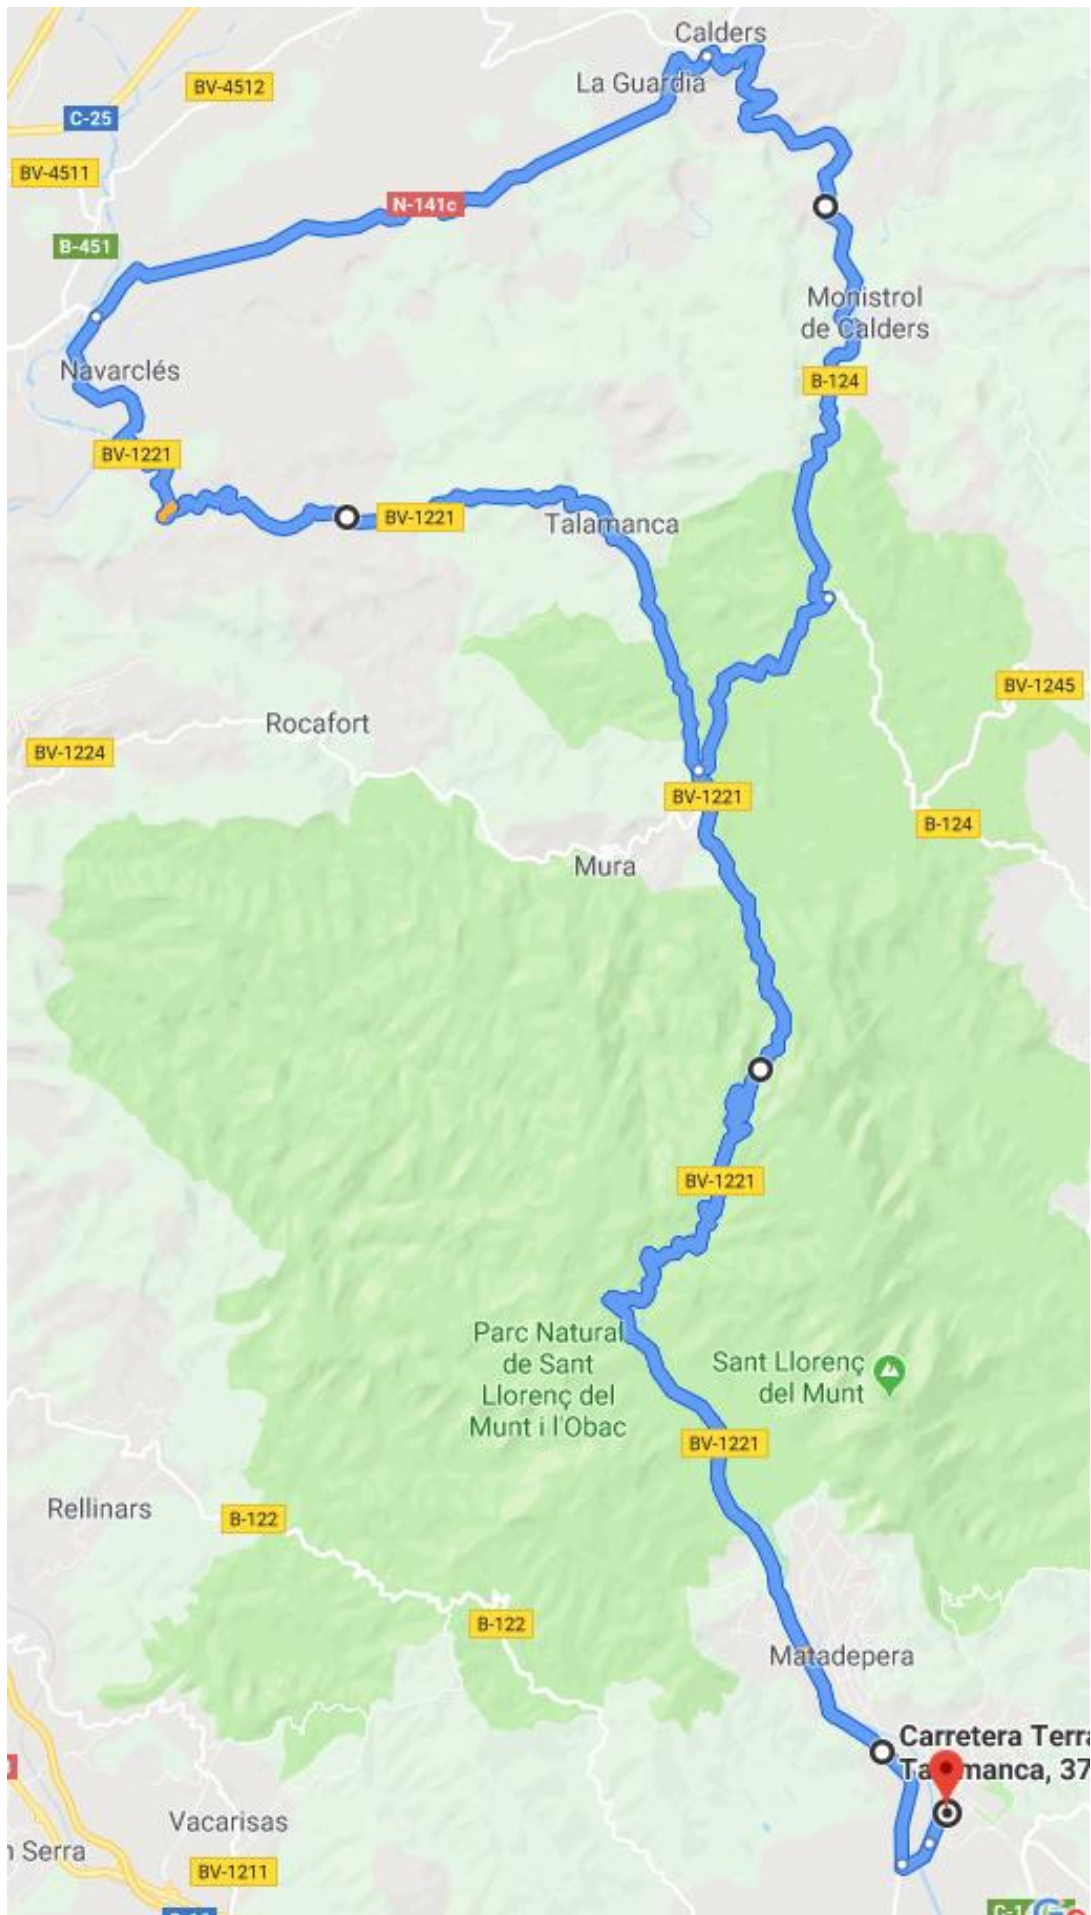 Calders
La Guardia
BV-4512
C-25
BV-4511
N-141c
B-451
Monistrol
de Calders
Navarclés
B-124
BV-1221
BV-1221
Talamanca
BV-1245
Rocafort
BV-1224
BV-1221
B-124
Mura
BV-1221
Parc Natural
de Sant
Llorenç del
Munt i l'Obac
Sant Llorenç
del Munt
BV-1221
Rellinars
B-122
B-122
Matadepera
Carretera Terra
manca, 37
Vacarisas
n Serra
BV-1211